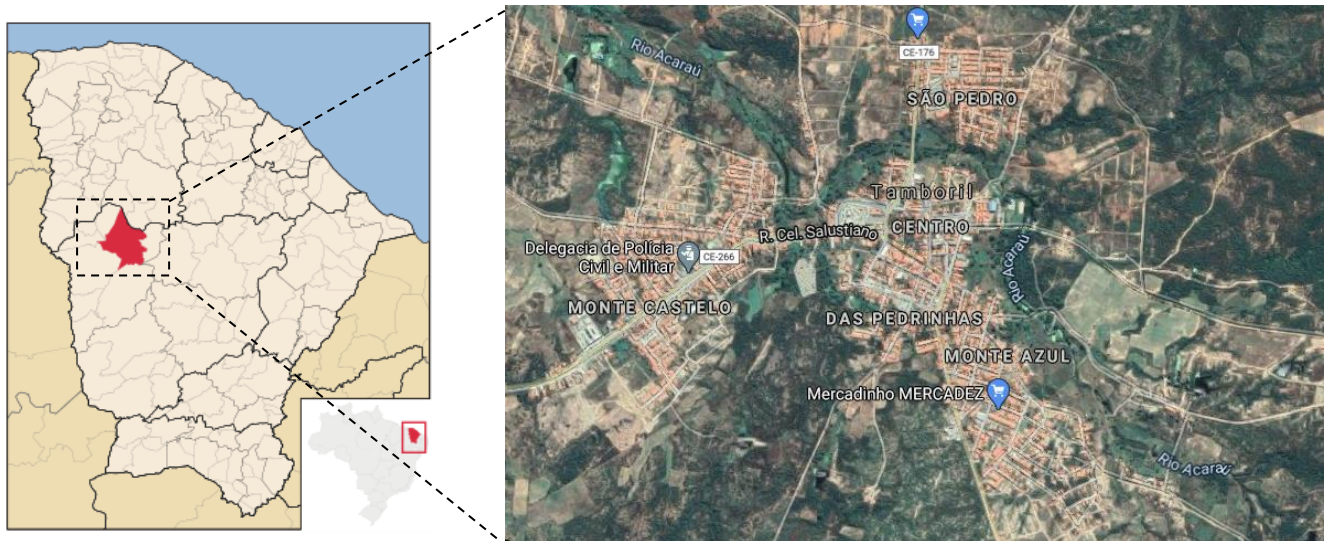 Rio Acaraú
CE-176
SÃO PEDRO
Tamboril
CENTRO
R. Cel. Salustiano
Delegacia de Polícia
Civil e Militar
CE-266
Rio Acaraú
MONTE CASTELO
DAS PEDRINHAS
MONTE AZUL
Mercadinho MERCADEZ
Rio Acaraú